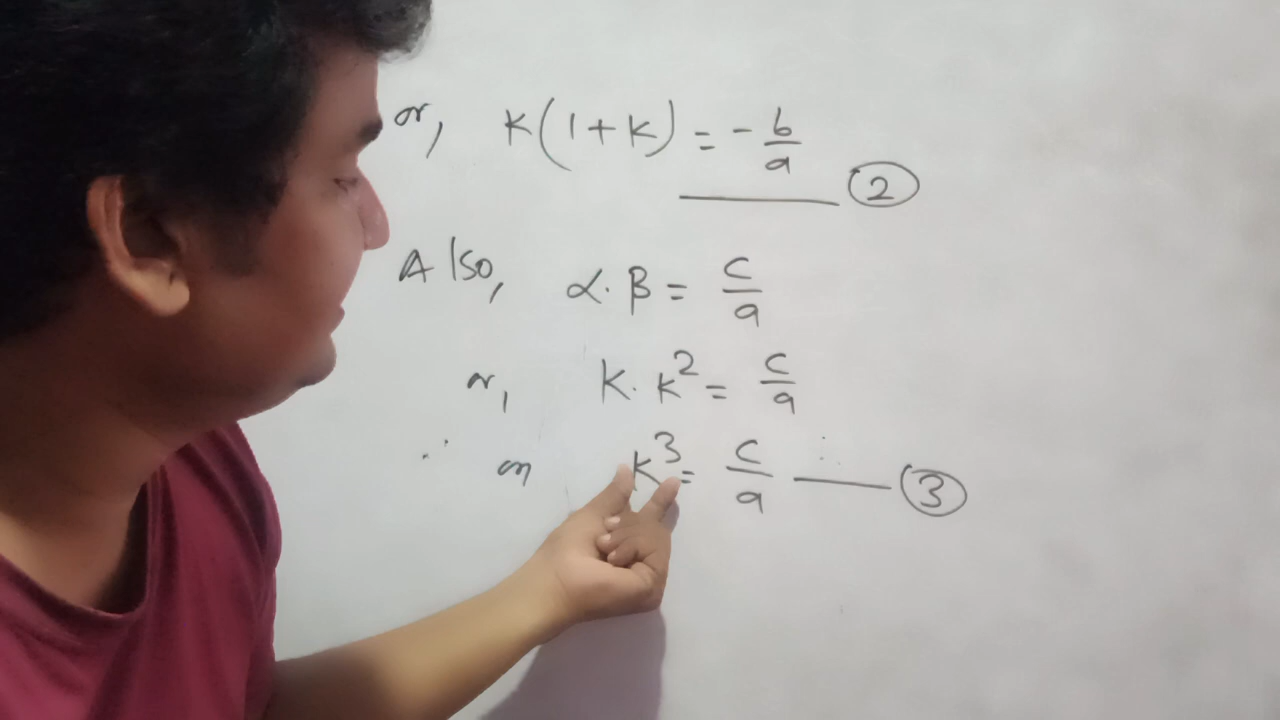 or, K(1+K) = -b/a
②
Also, α.β = c/a
or, K.K² = c/a
∴ or K³ = c/a — ③